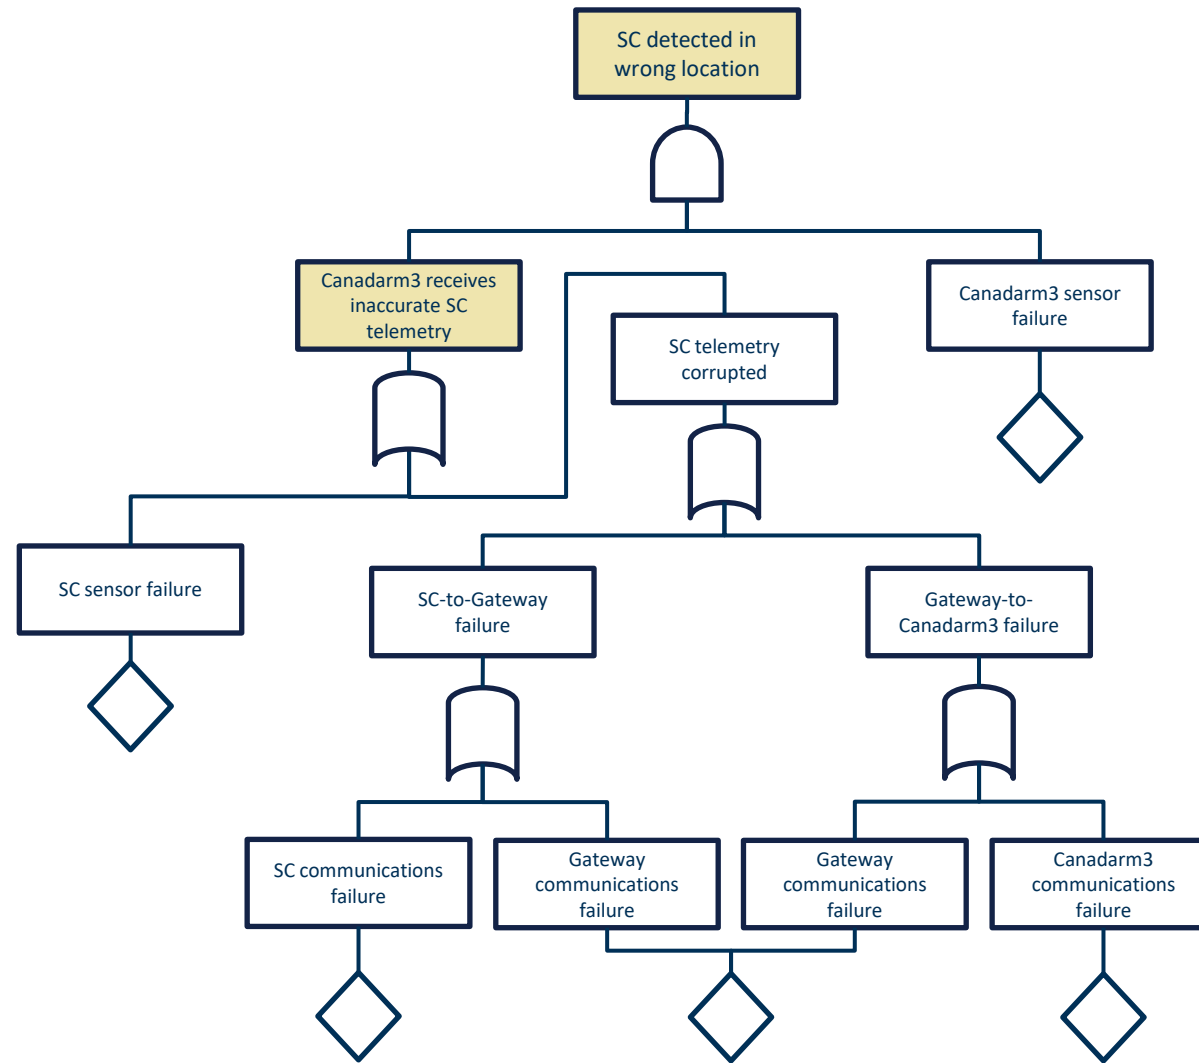 SC detected in
wrong location
Canadarm3 receives
inaccurate SC
telemetry
SC telemetry
corrupted
Canadarm3 sensor
failure
SC sensor failure
SC-to-Gateway
failure
Gateway-to-
Canadarm3 failure
SC communications
failure
Gateway
communications
failure
Gateway
communications
failure
Canadarm3
communications
failure